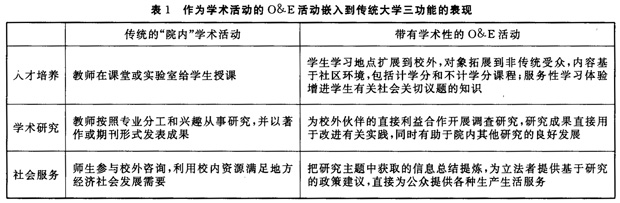 表 1 作为学术活动的 O&E 活动嵌入到传统大学三功能的表现
传统的“院内”学术活动
带有学术性的 O&E 活动
人才培养
教师在课堂或实验室给学生授课
学生学习地点扩展到校外,对象拓展到非传统受众,内容基
于社区环境,包括计学分和不计学分课程;服务性学习体验
增进学生有关社会关切议题的知识
学术研究
教师按照专业分工和兴趣从事研究,并以著
作或期刊形式发表成果
为校外伙伴的直接利益合作开展调查研究,研究成果直接用
于改进有关实践,同时有助于院内其他研究的良好发展
社会服务
师生参与校外咨询,利用校内资源满足地方
经济社会发展需要
把研究主题中获取的信息总结提炼,为立法者提供基于研究
的政策建议,直接为公众提供各种生产生活服务